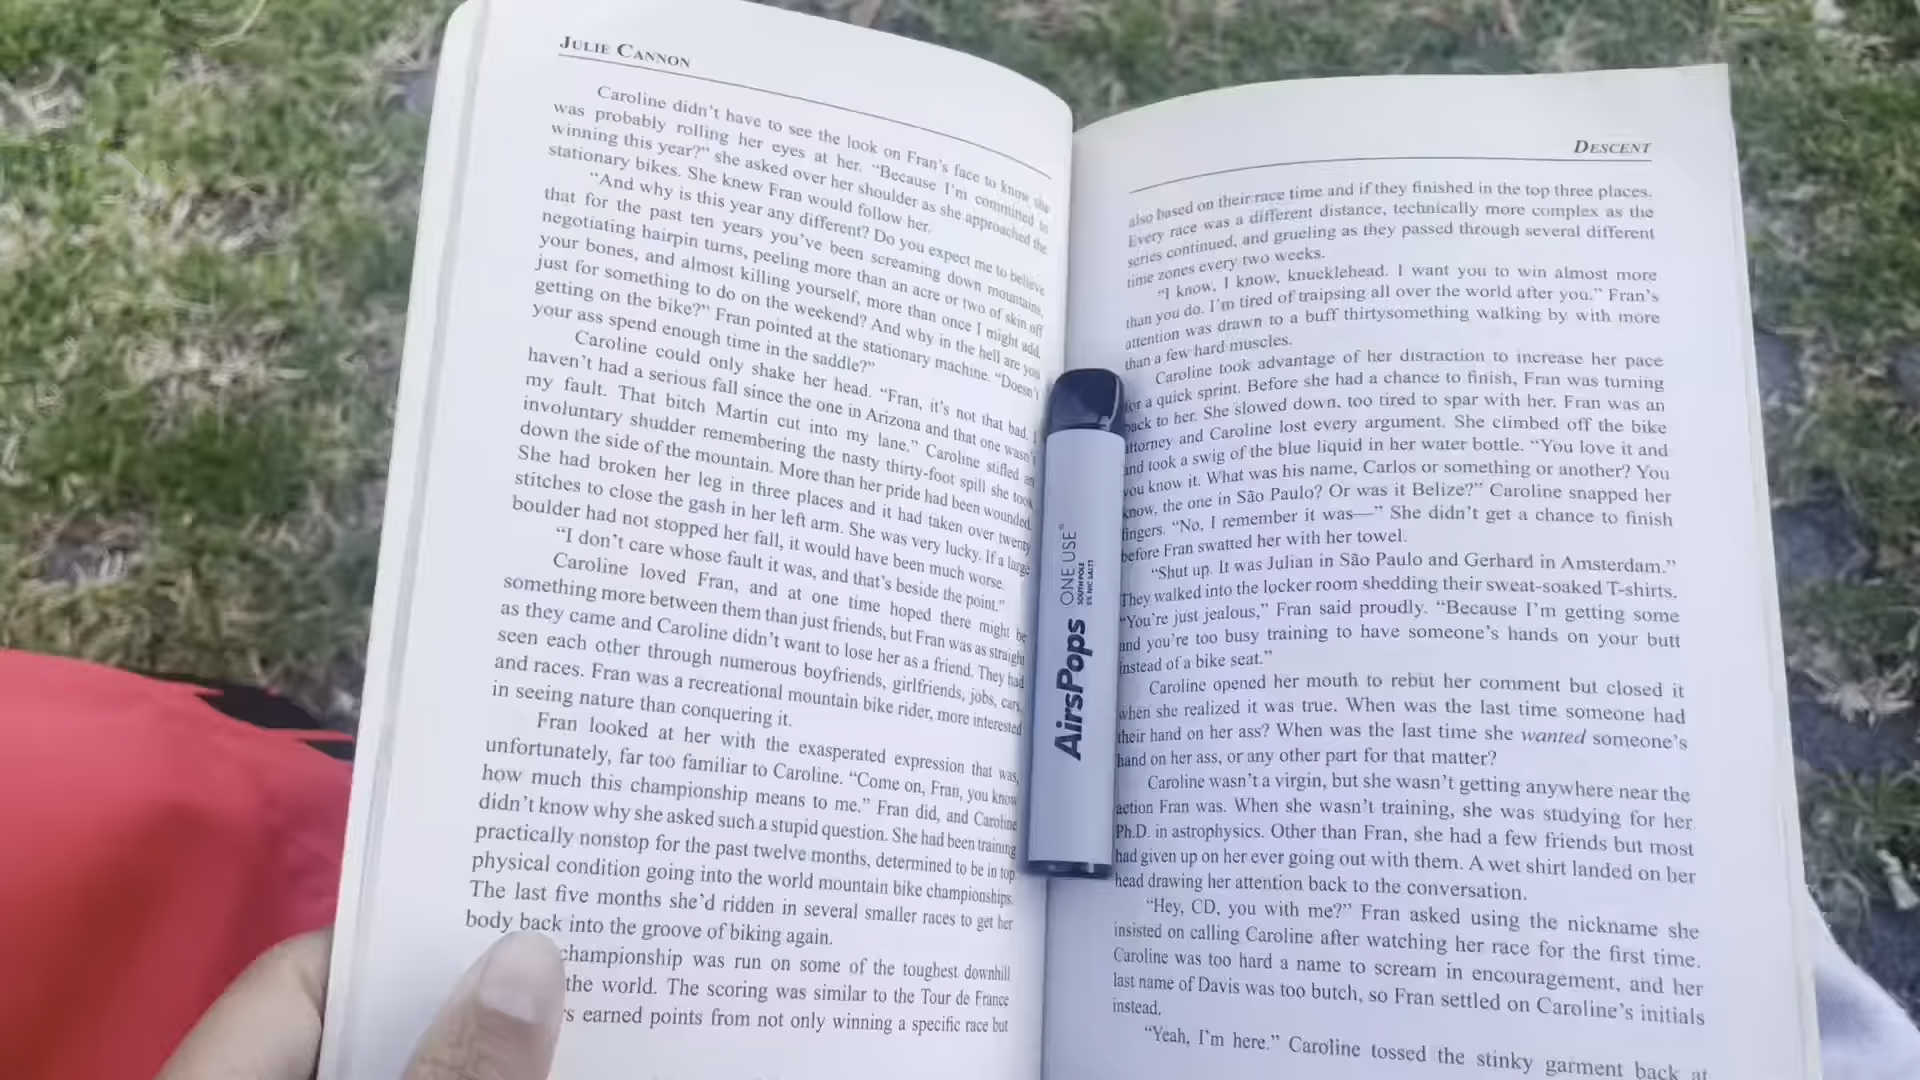 JULIE CANNON
Caroline didn't have to see the look on Fran's face to know she
was probably rolling her eyes at her. "Because I'm committed to
winning this year?" she asked over her shoulder as she approached the
stationary bikes. She knew Fran would follow her.
"And why is this year any different? Do you expect me to believe
that for the past ten years you've been screaming down mountains,
negotiating hairpin turns, peeling more than an acre or two of skin off
your bones, and almost killing yourself, more than once I might add,
just for something to do on the weekend? And why in the hell are you
getting on the bike?" Fran pointed at the stationary machine. "Doesn't
your ass spend enough time in the saddle?"
Caroline could only shake her head. "Fran, it's not that bad. I
haven't had a serious fall since the one in Arizona and that one wasn't
my fault. That bitch Martin cut into my lane." Caroline stifled an
involuntary shudder remembering the nasty thirty-foot spill she took
down the side of the mountain. More than her pride had been wounded.
She had broken her leg in three places and it had taken over twenty
stitches to close the gash in her left arm. She was very lucky. If a large
boulder had not stopped her fall, it would have been much worse.
"I don't care whose fault it was, and that's beside the point."
Caroline loved Fran, and at one time hoped there might be
something more between them than just friends, but Fran was as straight
as they came and Caroline didn't want to lose her as a friend. They had
seen each other through numerous boyfriends, girlfriends, jobs, cars,
and races. Fran was a recreational mountain bike rider, more interested
in seeing nature than conquering it.
Fran looked at her with the exasperated expression that was,
unfortunately, far too familiar to Caroline. "Come on, Fran, you know
how much this championship means to me." Fran did, and Caroline
didn't know why she asked such a stupid question. She had been training
practically nonstop for the past twelve months, determined to be in top
physical condition going into the world mountain bike championships.
The last five months she'd ridden in several smaller races to get her
body back into the groove of biking again.
championship was run on some of the toughest downhill
the world. The scoring was similar to the Tour de France
earned points from not only winning a specific race but
AirsPops ONE USE®
SOUTH POLE
5% NIC SALTS
DESCENT
also based on their race time and if they finished in the top three places.
Every race was a different distance, technically more complex as the
series continued, and grueling as they passed through several different
time zones every two weeks.
"I know, I know, knucklehead. I want you to win almost more
than you do. I'm tired of traipsing all over the world after you." Fran's
attention was drawn to a buff thirtysomething walking by with more
than a few hard muscles.
Caroline took advantage of her distraction to increase her pace
for a quick sprint. Before she had a chance to finish, Fran was turning
back to her. She slowed down, too tired to spar with her. Fran was an
attorney and Caroline lost every argument. She climbed off the bike
and took a swig of the blue liquid in her water bottle. "You love it and
you know it. What was his name, Carlos or something or another? You
know, the one in São Paulo? Or was it Belize?" Caroline snapped her
fingers. "No, I remember it was—" She didn't get a chance to finish
before Fran swatted her with her towel.
"Shut up. It was Julian in São Paulo and Gerhard in Amsterdam."
They walked into the locker room shedding their sweat-soaked T-shirts.
"You're just jealous," Fran said proudly. "Because I'm getting some
and you're too busy training to have someone's hands on your butt
instead of a bike seat."
Caroline opened her mouth to rebut her comment but closed it
when she realized it was true. When was the last time someone had
their hand on her ass? When was the last time she wanted someone's
hand on her ass, or any other part for that matter?
Caroline wasn't a virgin, but she wasn't getting anywhere near the
action Fran was. When she wasn't training, she was studying for her
Ph.D. in astrophysics. Other than Fran, she had a few friends but most
had given up on her ever going out with them. A wet shirt landed on her
head drawing her attention back to the conversation.
"Hey, CD, you with me?" Fran asked using the nickname she
insisted on calling Caroline after watching her race for the first time.
Caroline was too hard a name to scream in encouragement, and her
last name of Davis was too butch, so Fran settled on Caroline's initials
instead.
"Yeah, I'm here." Caroline tossed the stinky garment back at